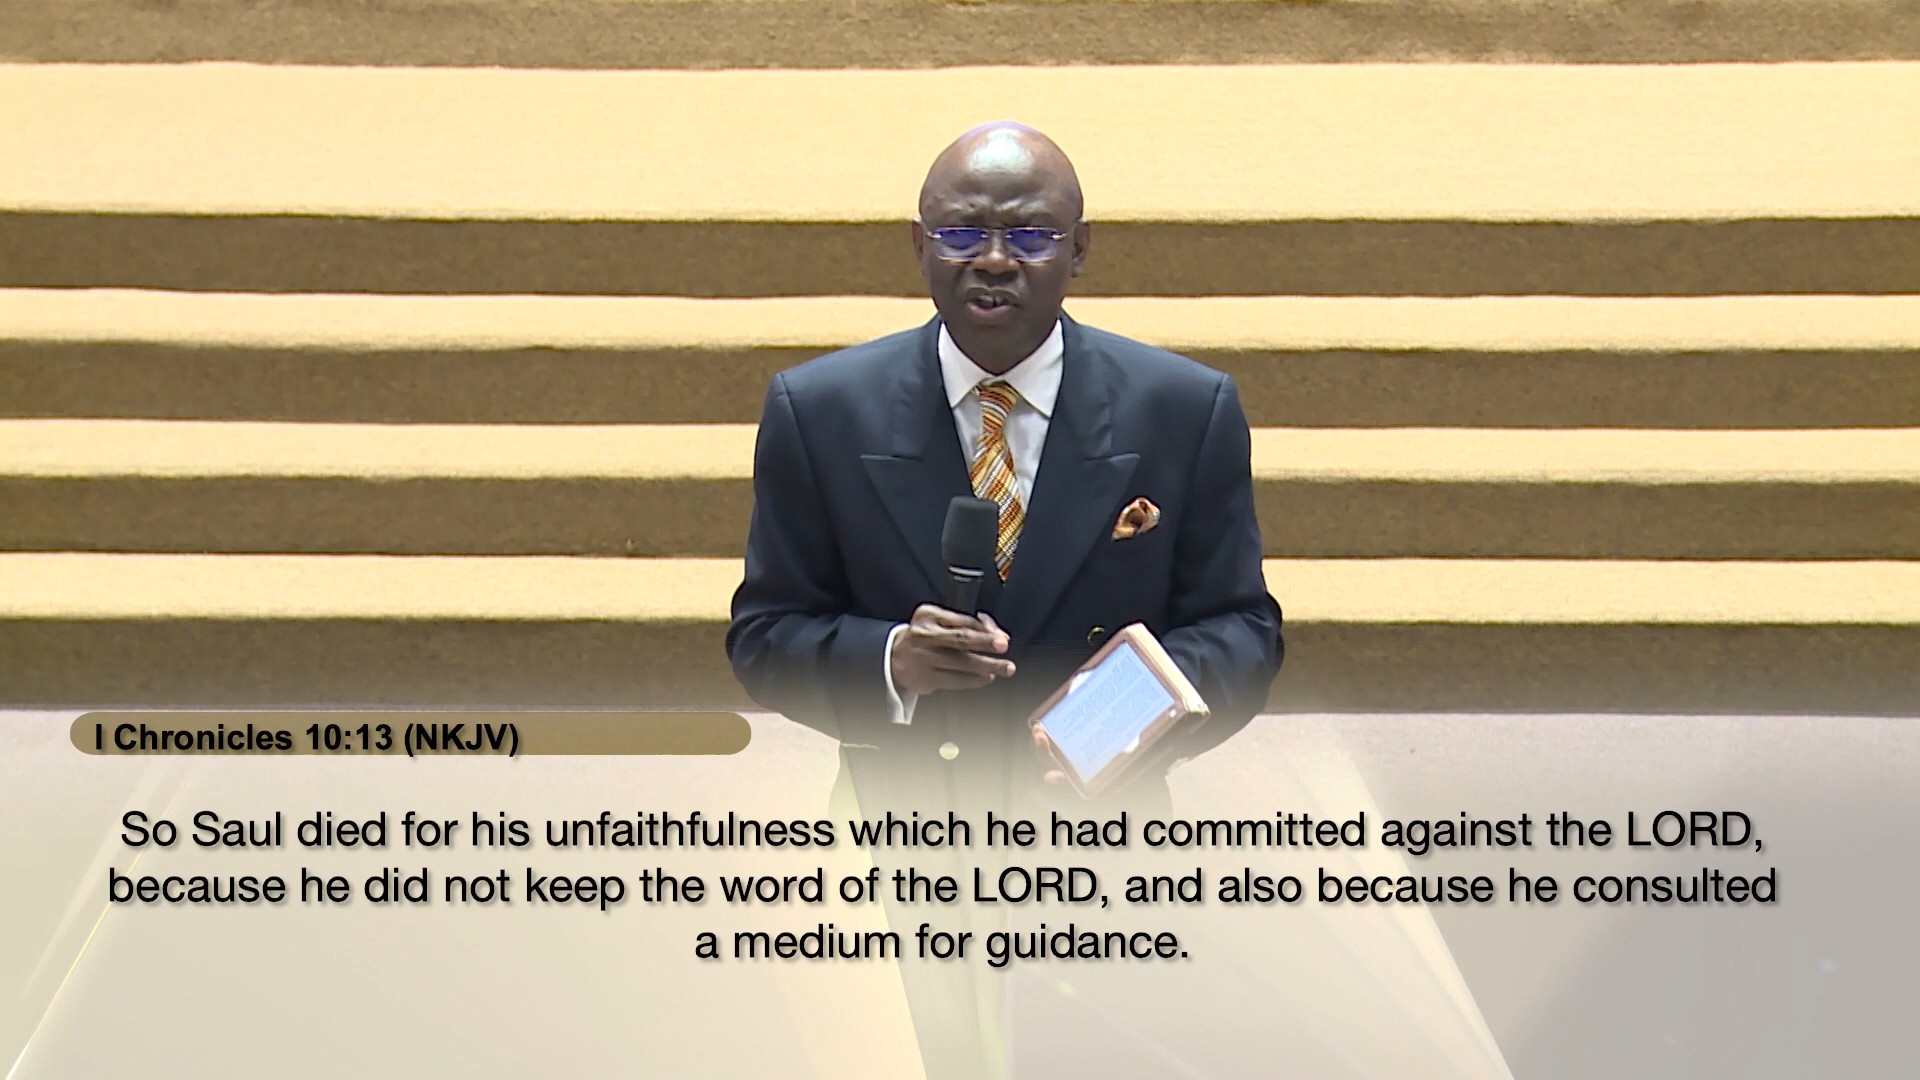 I Chronicles 10:13 (NKJV)
So Saul died for his unfaithfulness which he had committed against the LORD,
because he did not keep the word of the LORD, and also because he consulted
a medium for guidance.